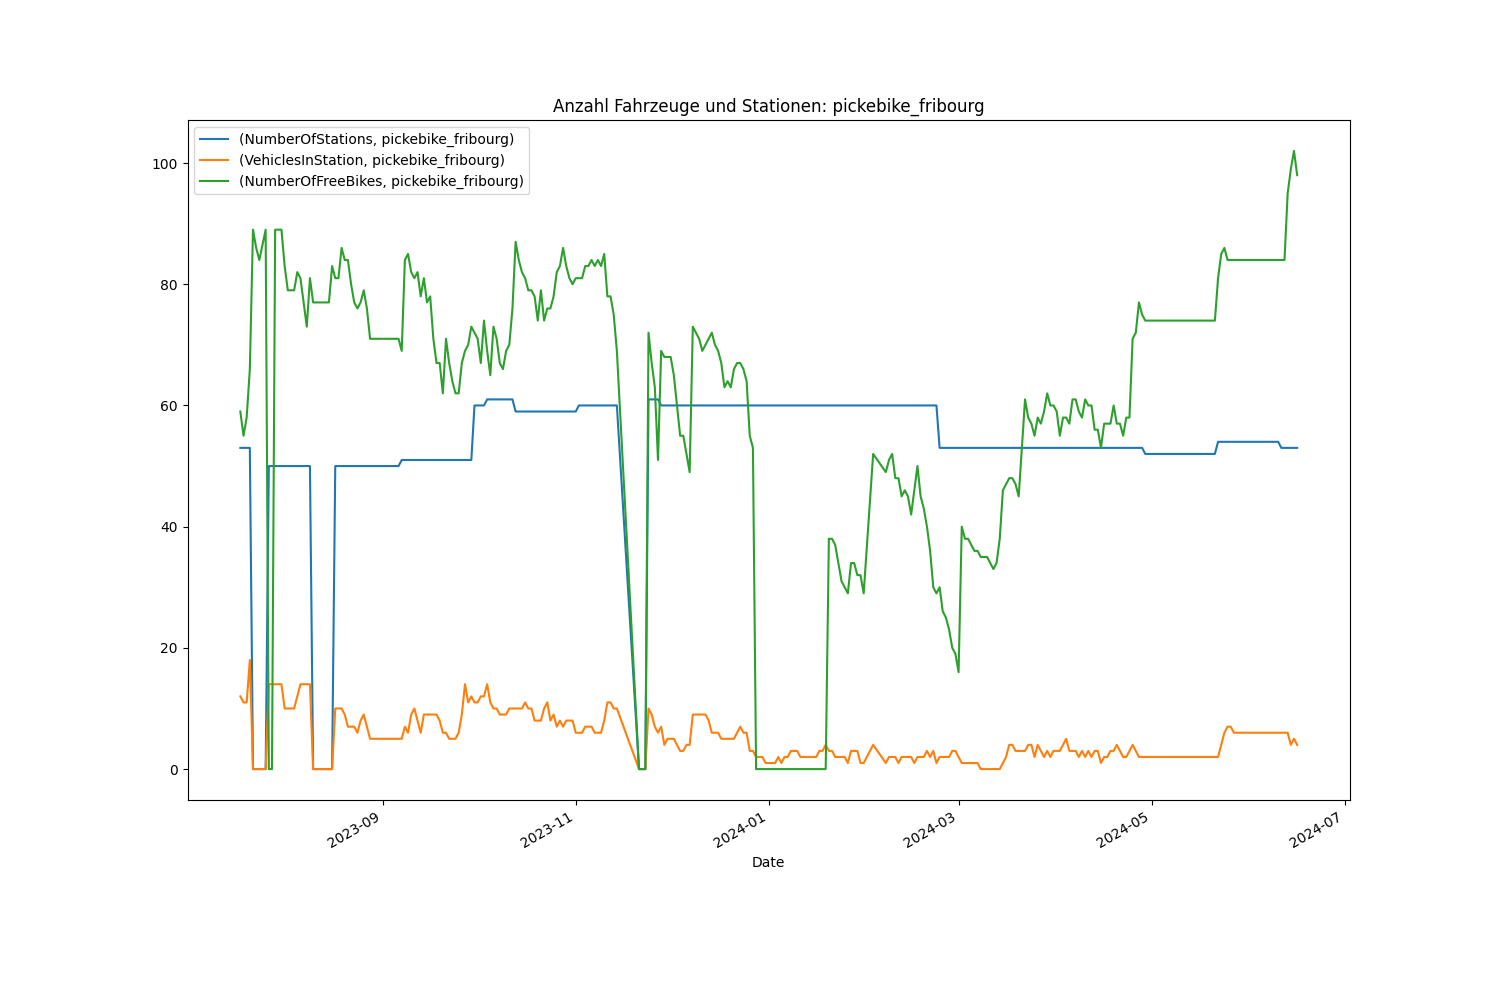 Anzahl Fahrzeuge und Stationen: pickebike_fribourg
(NumberOfStations, pickebike_fribourg)
(VehiclesInStation, pickebike_fribourg)
(NumberOfFreeBikes, pickebike_fribourg)
100
80
60
40
20
0
2023-09
2023-11
2024-01
2024-03
2024-05
2024-07
Date